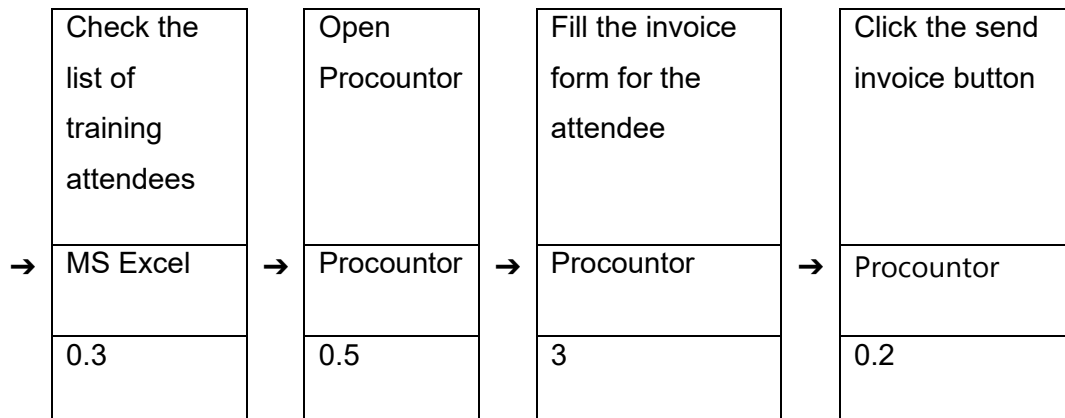 Check the
list of
training
attendees
Open
Procountor
Fill the invoice
form for the
attendee
Click the send
invoice button
➔ MS Excel ➔ Procountor ➔ Procountor ➔ Procountor
0.3 0.5 3 0.2